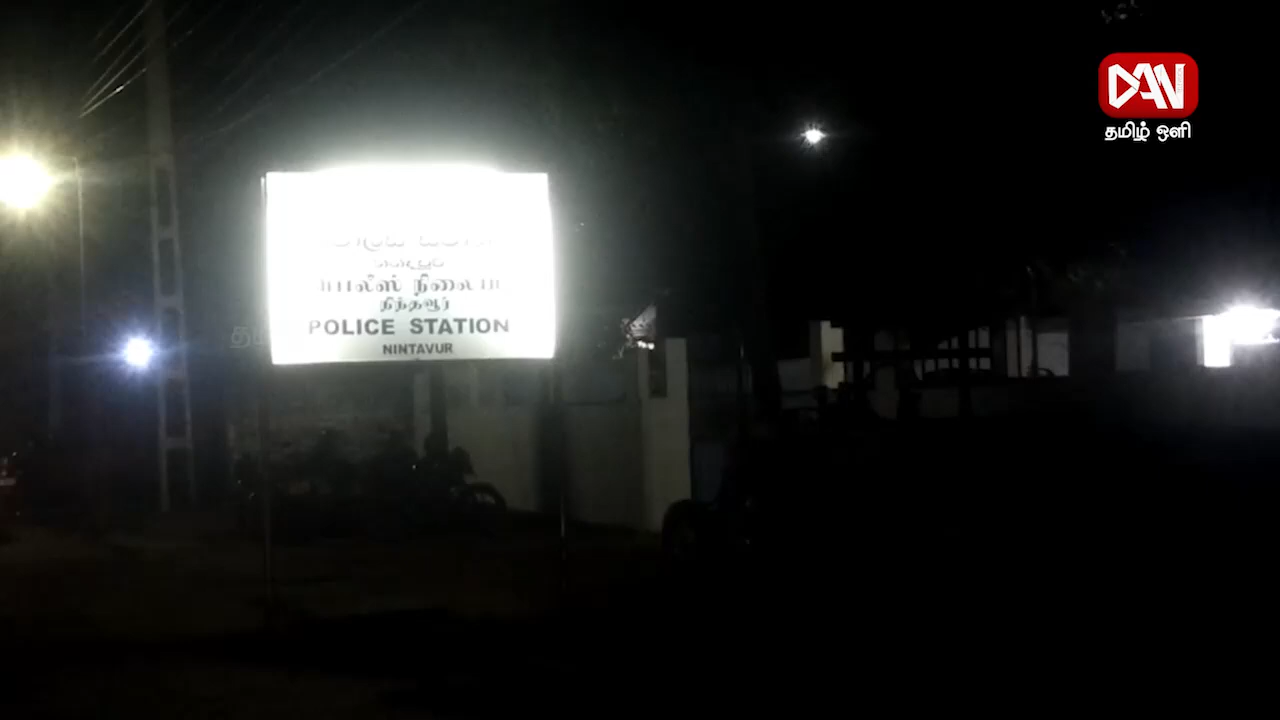 பொலிஸ் நிலையம்
நிந்தவூர்
POLICE STATION
NINTAVUR
DAN
தமிழ் ஒளி